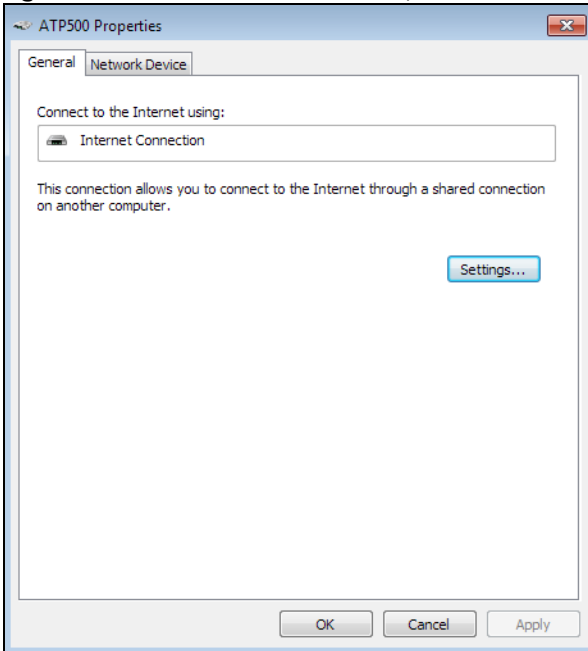 ATP500 Properties
General
Network Device
Connect to the Internet using:
Internet Connection
This connection allows you to connect to the Internet through a shared connection
on another computer.
Settings...
OK
Cancel
Apply